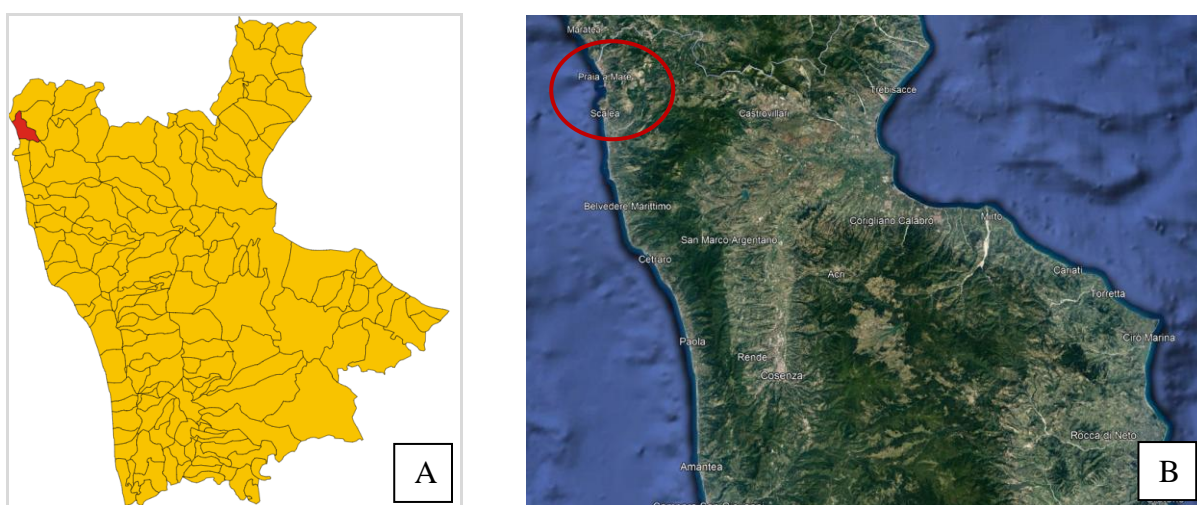 A
Maratea
Praia a Mare
Scalea
Trebisacce
Castrovillari
Belvedere Marittimo
Corigliano Calabro
Mirto
San Marco Argentano
Cetraro
Acri
Cariati
Torretta
Paola
Cirò Marina
Rende
Cosenza
Rocca di Neto
Amantea
B